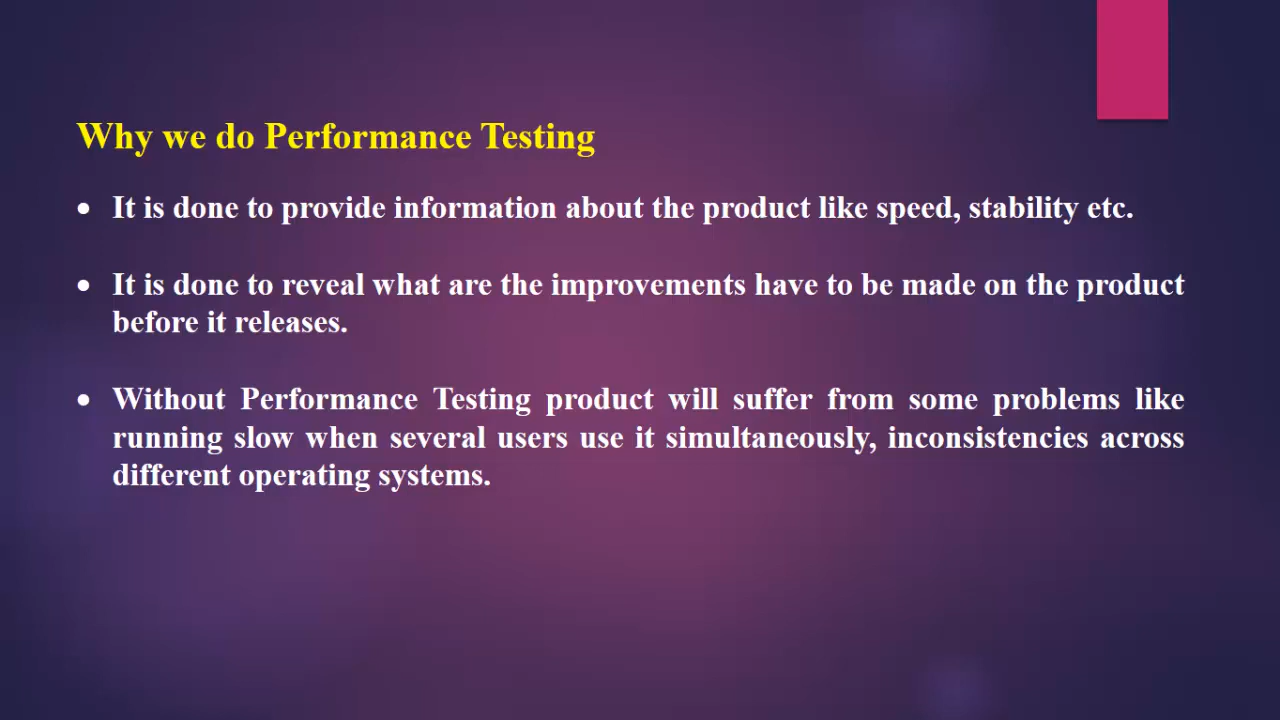 Why we do Performance Testing
• It is done to provide information about the product like speed, stability etc.
• It is done to reveal what are the improvements have to be made on the product
before it releases.
• Without Performance Testing product will suffer from some problems like
running slow when several users use it simultaneously, inconsistencies across
different operating systems.